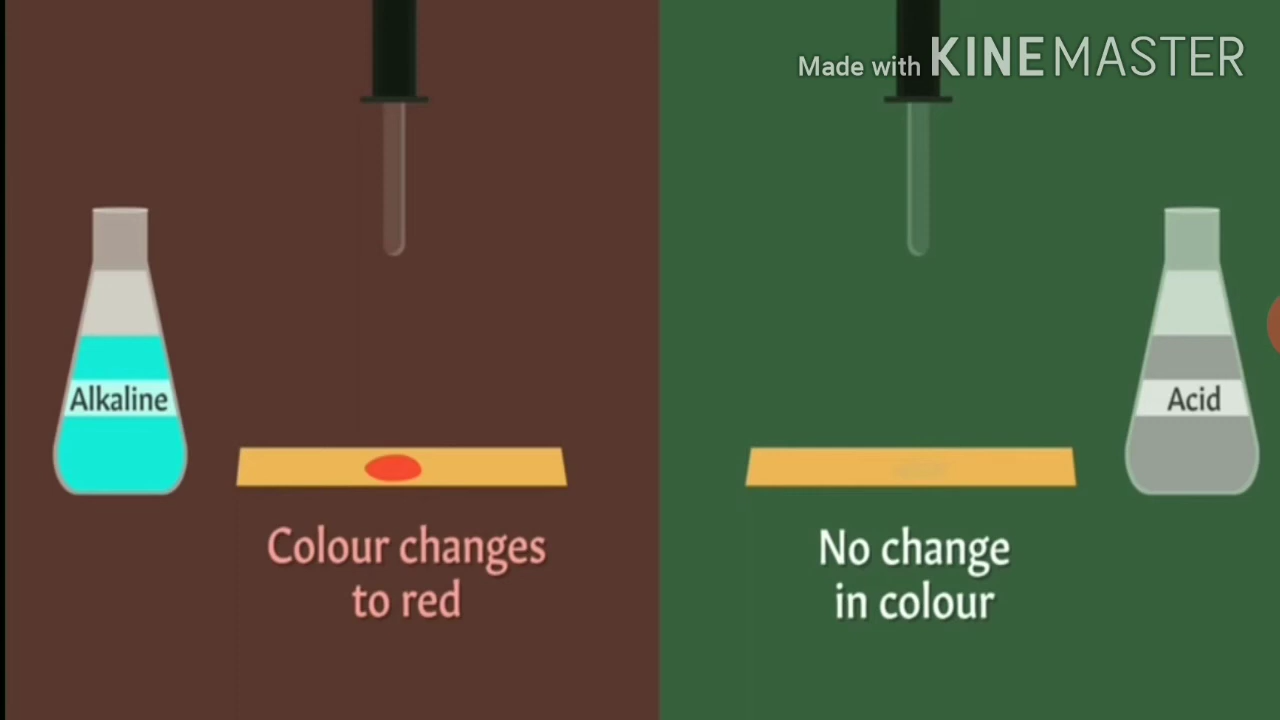 Made with KINEMASTER
Alkaline
Acid
Colour changes
to red
No change
in colour